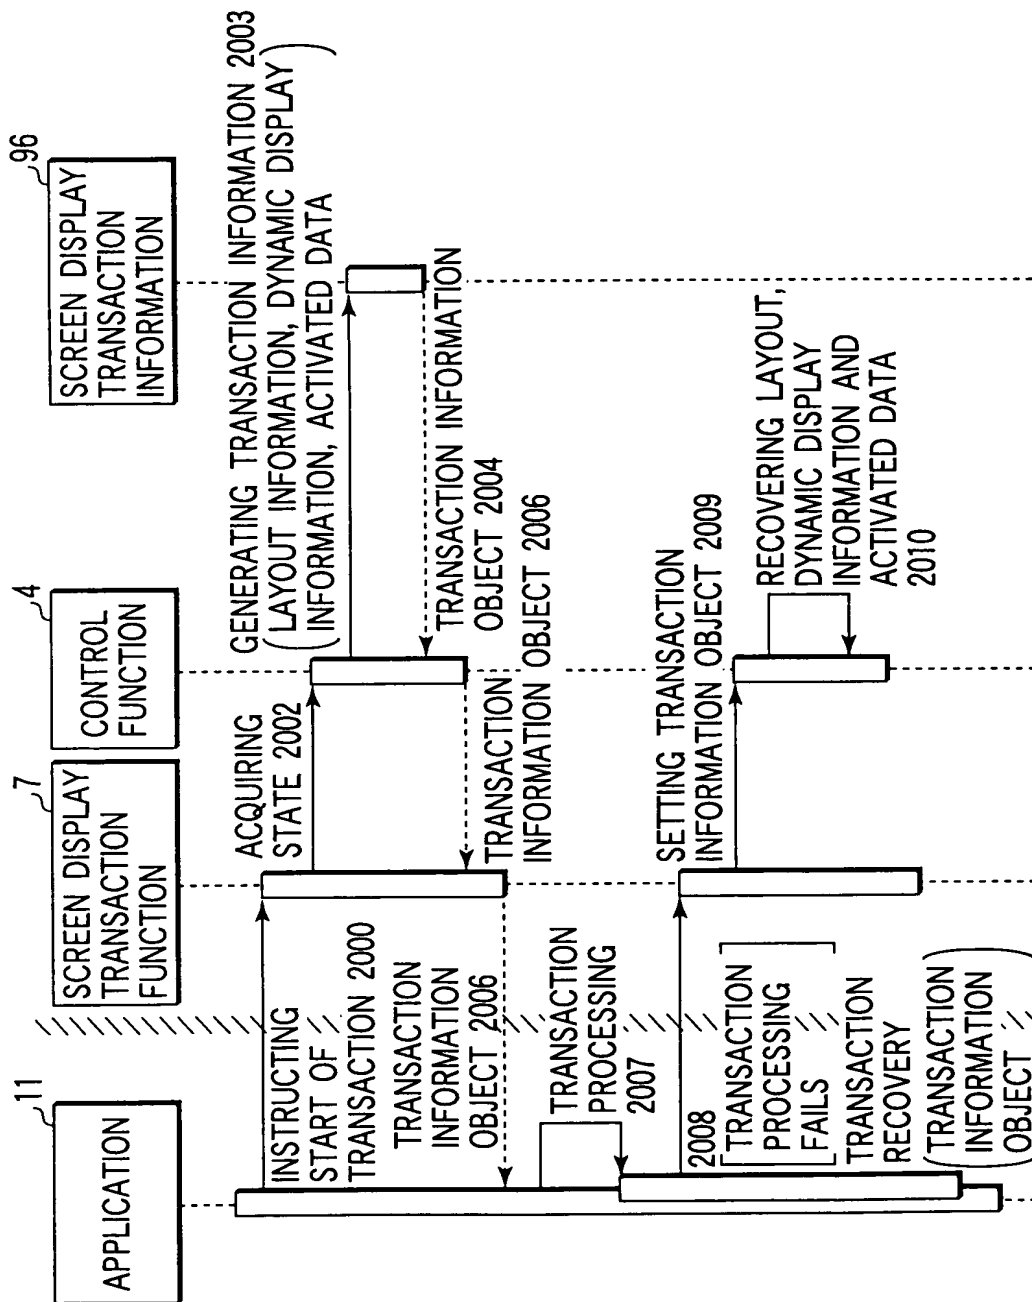 11
APPLICATION
7
SCREEN DISPLAY
TRANSACTION
FUNCTION
4
CONTROL
FUNCTION
96
SCREEN DISPLAY
TRANSACTION
INFORMATION
INSTRUCTING
START OF
TRANSACTION 2000
ACQUIRING
STATE 2002
GENERATING TRANSACTION INFORMATION 2003
(LAYOUT INFORMATION, DYNAMIC DISPLAY
INFORMATION, ACTIVATED DATA)
TRANSACTION INFORMATION
OBJECT 2004
TRANSACTION
INFORMATION OBJECT 2006
TRANSACTION
INFORMATION
OBJECT 2006
TRANSACTION
PROCESSING
2007
2008
[TRANSACTION
PROCESSING
FAILS]
TRANSACTION
RECOVERY
(TRANSACTION
INFORMATION
OBJECT)
SETTING TRANSACTION
INFORMATION OBJECT 2009
RECOVERING LAYOUT,
DYNAMIC DISPLAY
INFORMATION AND
ACTIVATED DATA
2010